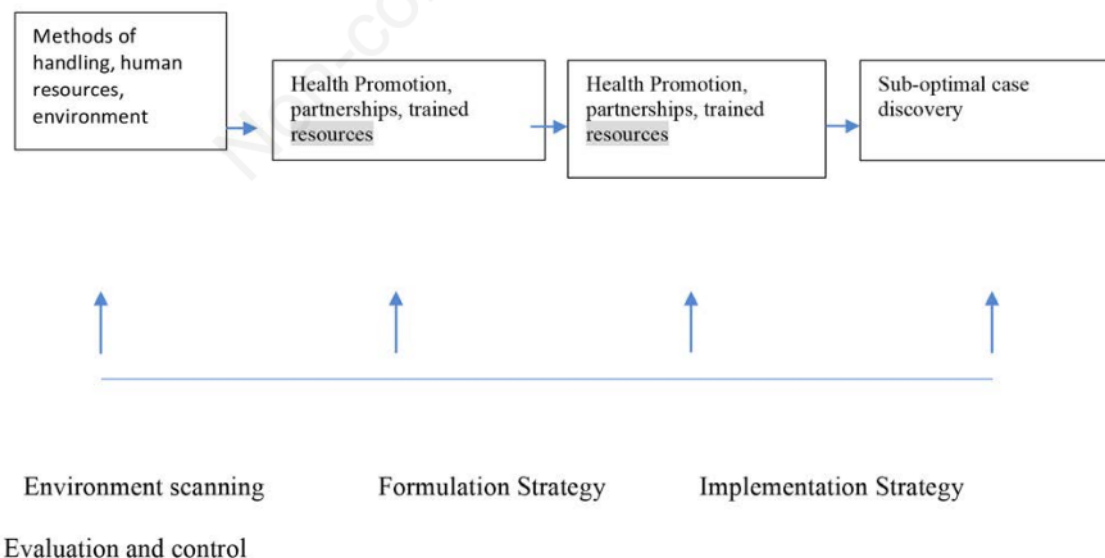 Methods of
handling, human
resources,
environment
Health Promotion,
partnerships, trained
resources
Health Promotion,
partnerships, trained
resources
Sub-optimal case
discovery
Environment scanning
Formulation Strategy
Implementation Strategy
Evaluation and control